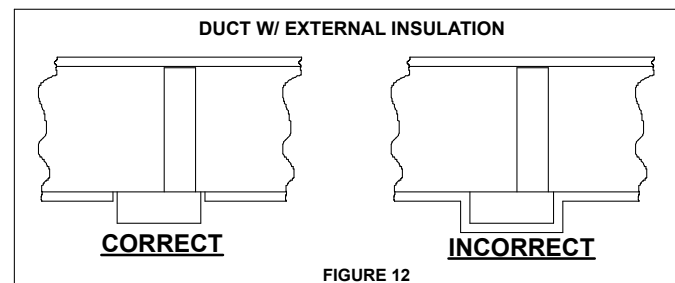 DUCT W/ EXTERNAL INSULATION
CORRECT
INCORRECT
FIGURE 12